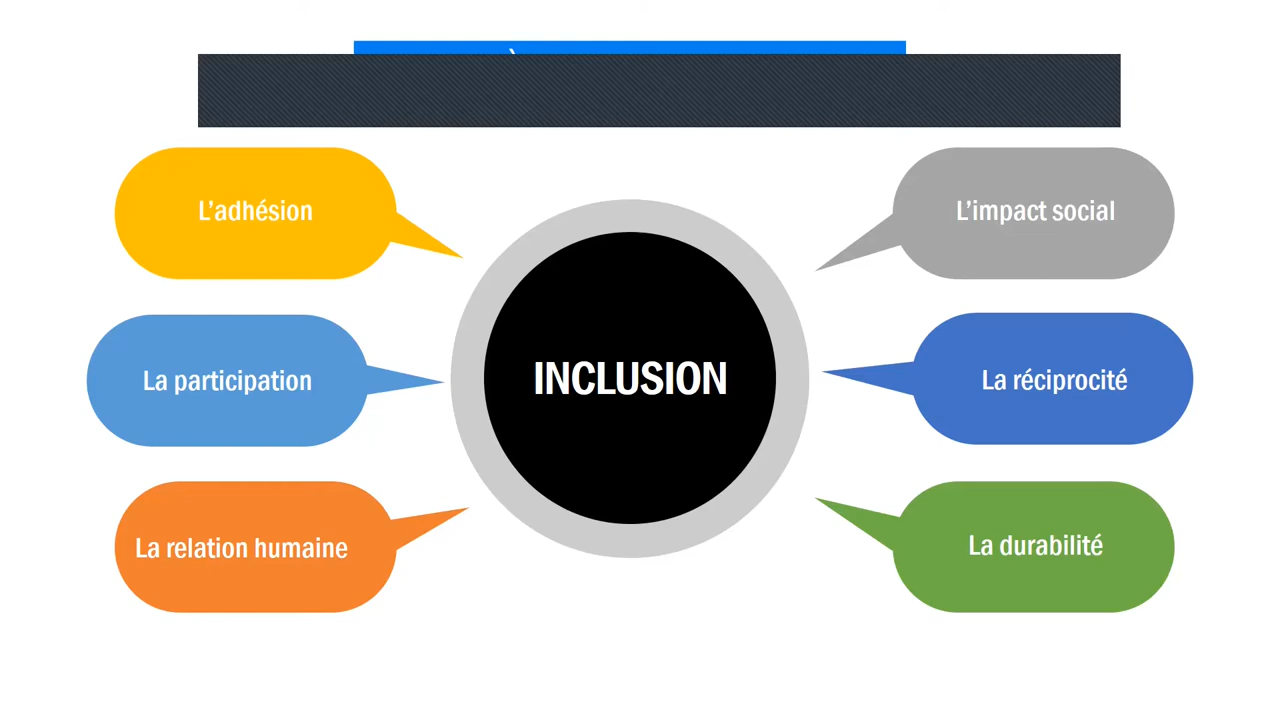 L’adhésion
L’impact social
La participation
INCLUSION
La réciprocité
La relation humaine
La durabilité